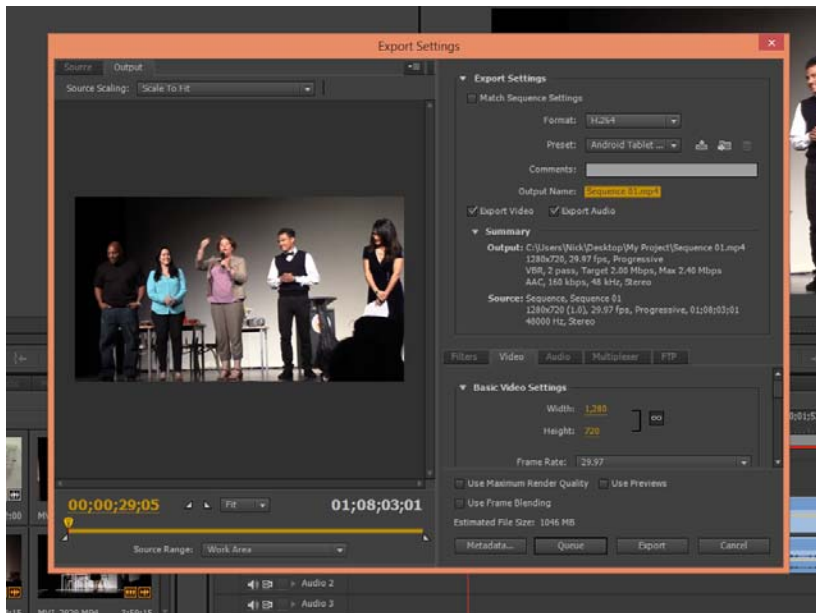 Export Settings
Source
Output
Source Scaling: Scale To Fit
00;00;29;05
Fit
01;08;03;01
Source Range: Work Area
Export Settings
Match Sequence Settings
Format: H.264
Preset: Android Tablet ...
Comments:
Output Name: Sequence 01.mp4
Export Video Export Audio
Summary
Output: C:\Users\Nick\Desktop\My Project\Sequence 01.mp4
1280x720, 29.97 fps, Progressive
VBR, 2 pass, Target 2.00 Mbps, Max 2.40 Mbps
AAC, 160 kbps, 48 kHz, Stereo
Source: Sequence, Sequence 01
1280x720 (1.0), 29.97 fps, Progressive, 01;08;03;01
48000 Hz, Stereo
Filters Video Audio Multiplexer FTP
Basic Video Settings
Width: 1,280
Height: 720
Frame Rate: 29.97
Use Maximum Render Quality Use Previews
Use Frame Blending
Estimated File Size: 1046 MB
Metadata... Queue Export Cancel
Audio 2
Audio 3